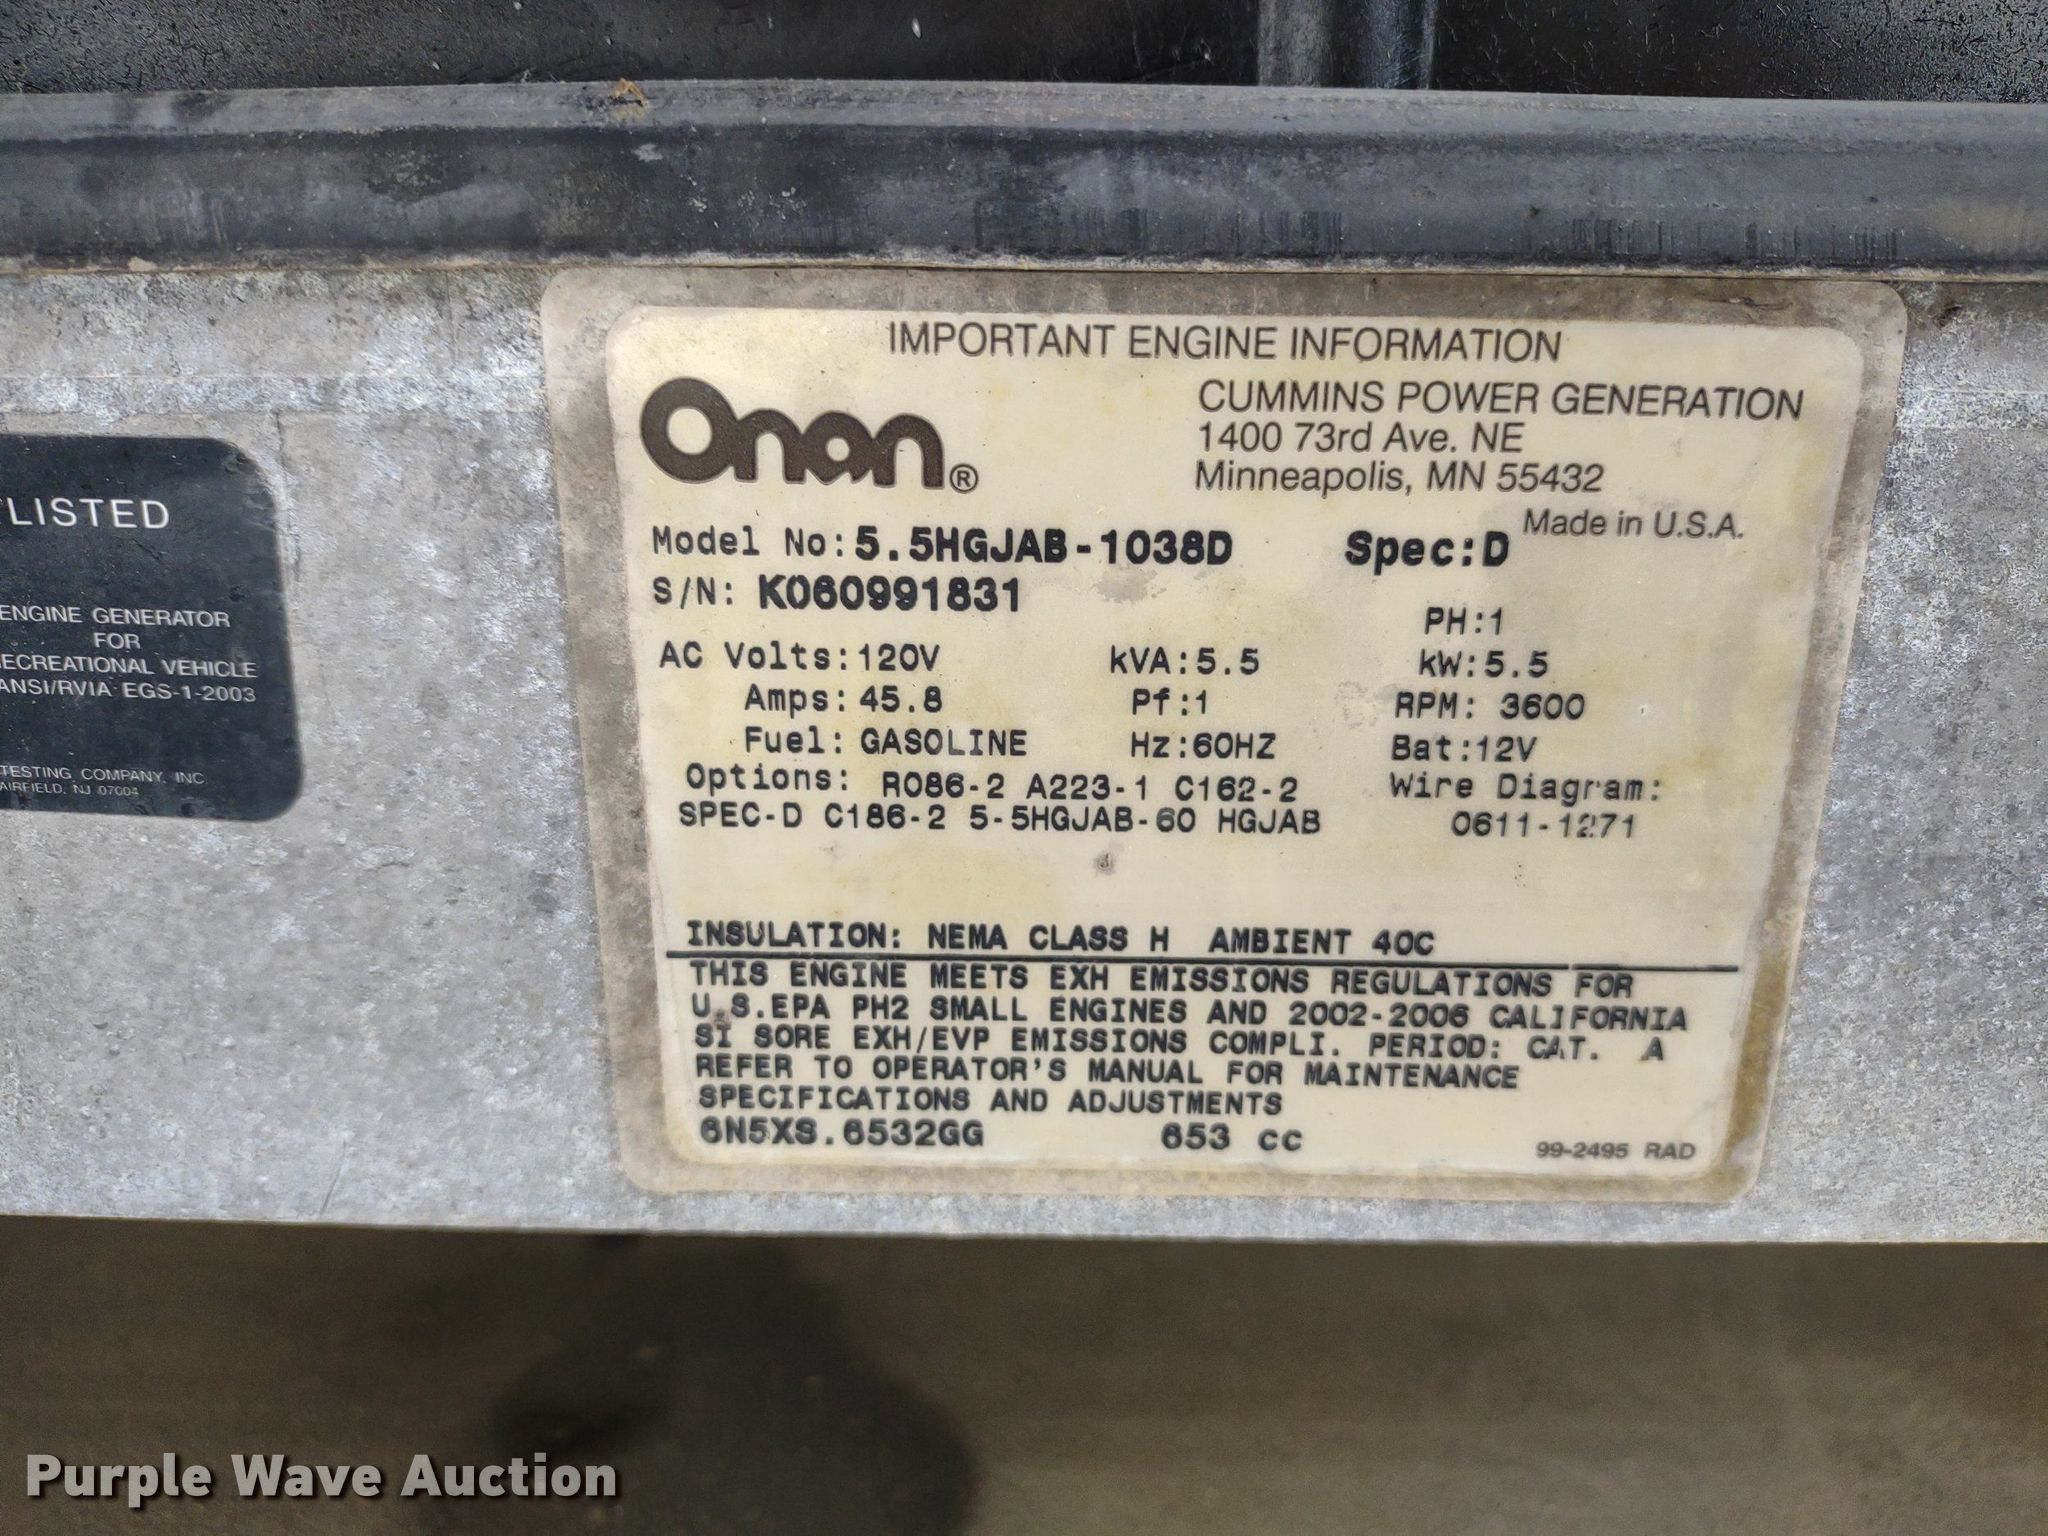 LISTED
ENGINE GENERATOR
FOR
RECREATIONAL VEHICLE
ANSI/RVIA EGS-1-2003
TESTING COMPANY, INC.
FAIRFIELD, NJ 07004
IMPORTANT ENGINE INFORMATION
Onan®
CUMMINS POWER GENERATION
1400 73rd Ave. NE
Minneapolis, MN 55432
Made in U.S.A.
Model No: 5.5HGJAB-1038D Spec:D
S/N: K060991831
PH:1
AC Volts:120V kVA:5.5 kW:5.5
Amps:45.8 Pf:1 RPM: 3600
Fuel: GASOLINE Hz:60HZ Bat:12V
Options: R086-2 A223-1 C162-2 Wire Diagram:
SPEC-D C186-2 5-5HGJAB-60 HGJAB 0611-1271
INSULATION: NEMA CLASS H AMBIENT 40C
THIS ENGINE MEETS EXH EMISSIONS REGULATIONS FOR
U.S.EPA PH2 SMALL ENGINES AND 2002-2006 CALIFORNIA
SI SORE EXH/EVP EMISSIONS COMPLI. PERIOD: CAT. A
REFER TO OPERATOR'S MANUAL FOR MAINTENANCE
SPECIFICATIONS AND ADJUSTMENTS
6N5XS.6532GG 653 cc
99-2495 RAD
Purple Wave Auction